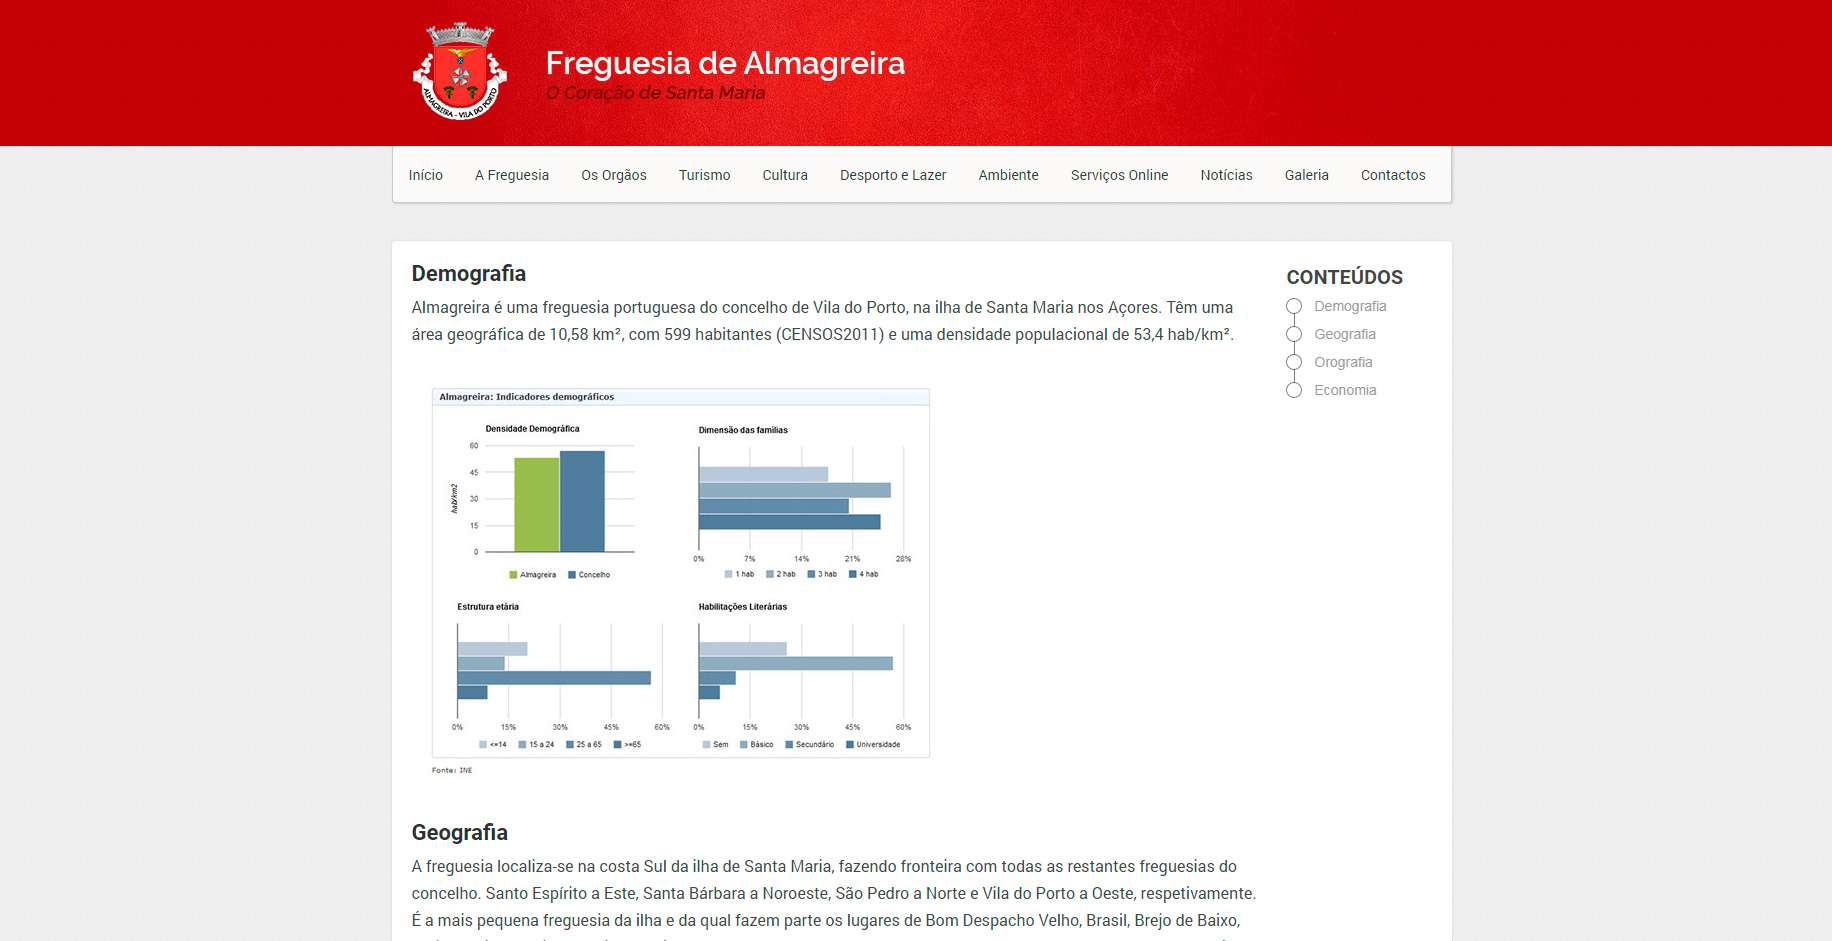 ALMAGREIRA - VILA DO PORTO
Freguesia de Almagreira
O Coração de Santa Maria
Início A Freguesia Os Orgãos Turismo Cultura Desporto e Lazer Ambiente Serviços Online Notícias Galeria Contactos
Demografia
Almagreira é uma freguesia portuguesa do concelho de Vila do Porto, na ilha de Santa Maria nos Açores. Têm uma
área geográfica de 10,58 km², com 599 habitantes (CENSOS2011) e uma densidade populacional de 53,4 hab/km².
CONTEÚDOS
Demografia
Geografia
Orografia
Economia
Almagreira: Indicadores demográficos
Densidade Demográfica
60
45
30
15
0
hab/km2
Almagreira Concelho
Dimensão das famílias
0% 7% 14% 21% 28%
1 hab 2 hab 3 hab 4 hab
Estrutura etária
0% 15% 30% 45% 60%
<=14 15 a 24 25 a 65 >=65
Habilitações Literárias
0% 15% 30% 45% 60%
Sem Básico Secundário Universidade
Fonte: INE
Geografia
A freguesia localiza-se na costa Sul da ilha de Santa Maria, fazendo fronteira com todas as restantes freguesias do
concelho. Santo Espírito a Este, Santa Bárbara a Noroeste, São Pedro a Norte e Vila do Porto a Oeste, respetivamente.
É a mais pequena freguesia da ilha e da qual fazem parte os lugares de Bom Despacho Velho, Brasil, Brejo de Baixo,